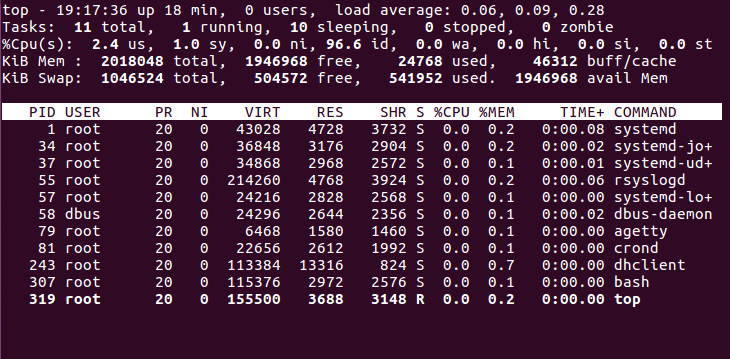 top - 19:17:36 up 18 min,  0 users,  load average: 0.06, 0.09, 0.28
Tasks:  11 total,   1 running,  10 sleeping,   0 stopped,   0 zombie
%Cpu(s):  2.4 us,  1.0 sy,  0.0 ni, 96.6 id,  0.0 wa,  0.0 hi,  0.0 si,  0.0 st
KiB Mem :  2018048 total,  1946968 free,    24768 used,    46312 buff/cache
KiB Swap:  1046524 total,   504572 free,   541952 used.  1946968 avail Mem
PID USER      PR  NI    VIRT    RES    SHR S %CPU %MEM     TIME+ COMMAND
1 root      20   0   43028   4728   3732 S  0.0  0.2   0:00.08 systemd
34 root      20   0   36848   3176   2904 S  0.0  0.2   0:00.02 systemd-jo+
37 root      20   0   34868   2968   2572 S  0.0  0.1   0:00.01 systemd-ud+
55 root      20   0  214260   4768   3924 S  0.0  0.2   0:00.06 rsyslogd
57 root      20   0   24216   2828   2568 S  0.0  0.1   0:00.00 systemd-lo+
58 dbus      20   0   24296   2644   2356 S  0.0  0.1   0:00.02 dbus-daemon
79 root      20   0    6468   1580   1460 S  0.0  0.1   0:00.00 agetty
81 root      20   0   22656   2612   1992 S  0.0  0.1   0:00.00 crond
243 root      20   0  113384  13316    824 S  0.0  0.7   0:00.00 dhclient
307 root      20   0  115376   2972   2576 S  0.0  0.1   0:00.00 bash
319 root      20   0  155500   3688   3148 R  0.0  0.2   0:00.00 top